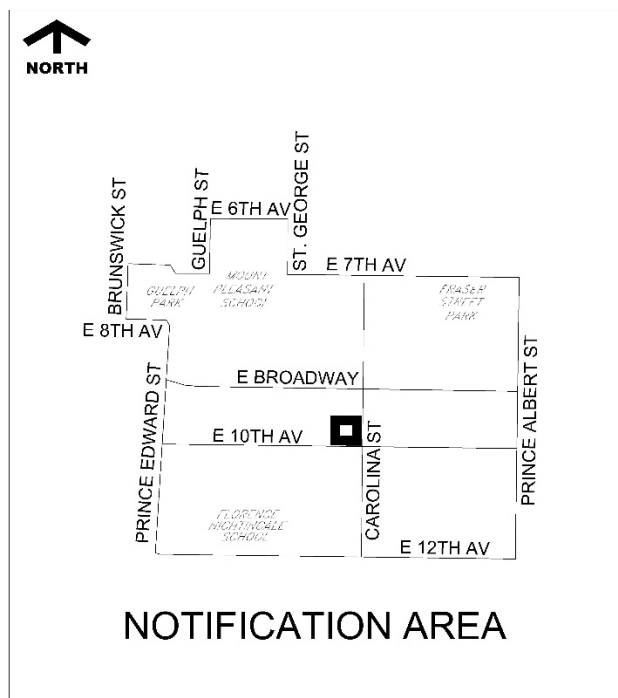 NORTH
BRUNSWICK ST
GUELPH ST
E 6TH AV
ST. GEORGE ST
E 7TH AV
GUELPH
PARK
MOUNT
PLEASANT
SCHOOL
FRASER
STREET
PARK
E 8TH AV
PRINCE EDWARD ST
E BROADWAY
E 10TH AV
CAROLINA ST
PRINCE ALBERT ST
FLORENCE
NIGHTINGALE
SCHOOL
E 12TH AV
NOTIFICATION AREA